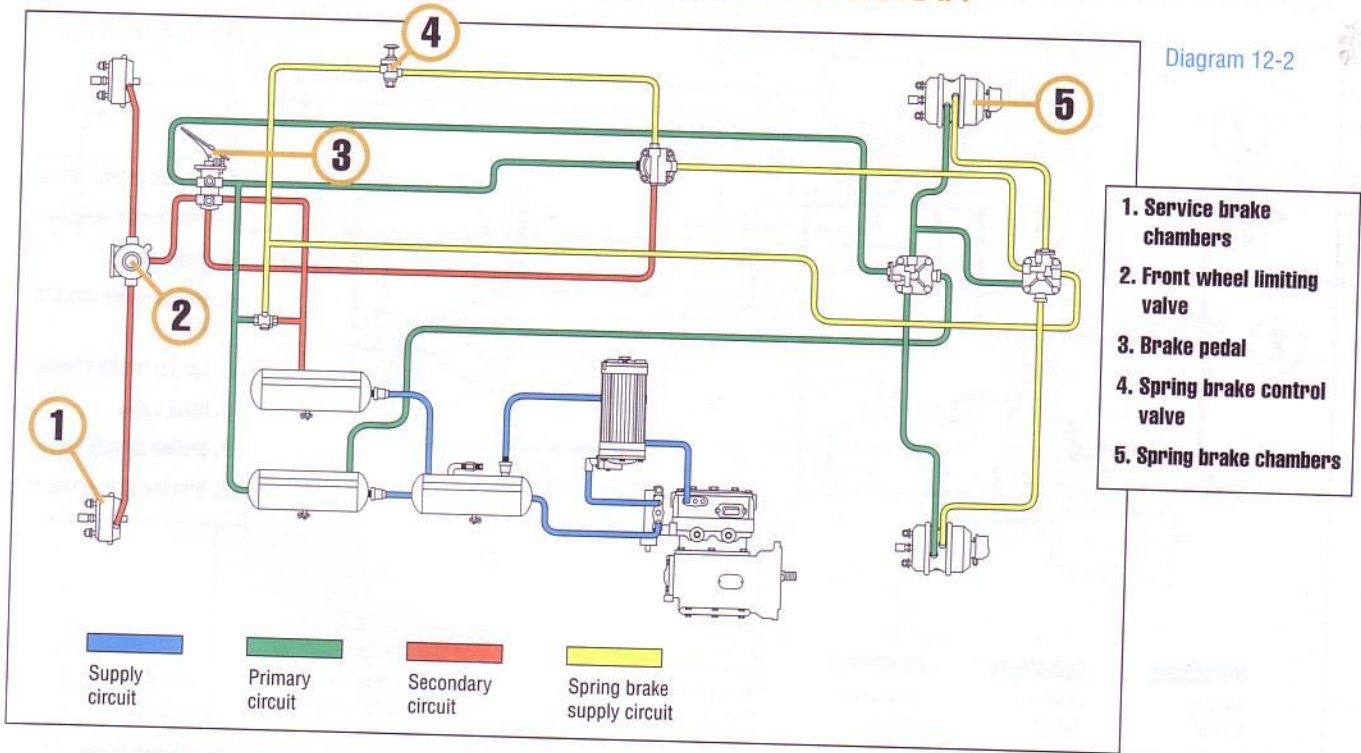 Diagram 12-2
4
5
3
2
1
1. Service brake
chambers
2. Front wheel limiting
valve
3. Brake pedal
4. Spring brake control
valve
5. Spring brake chambers
Supply
circuit
Primary
circuit
Secondary
circuit
Spring brake
supply circuit